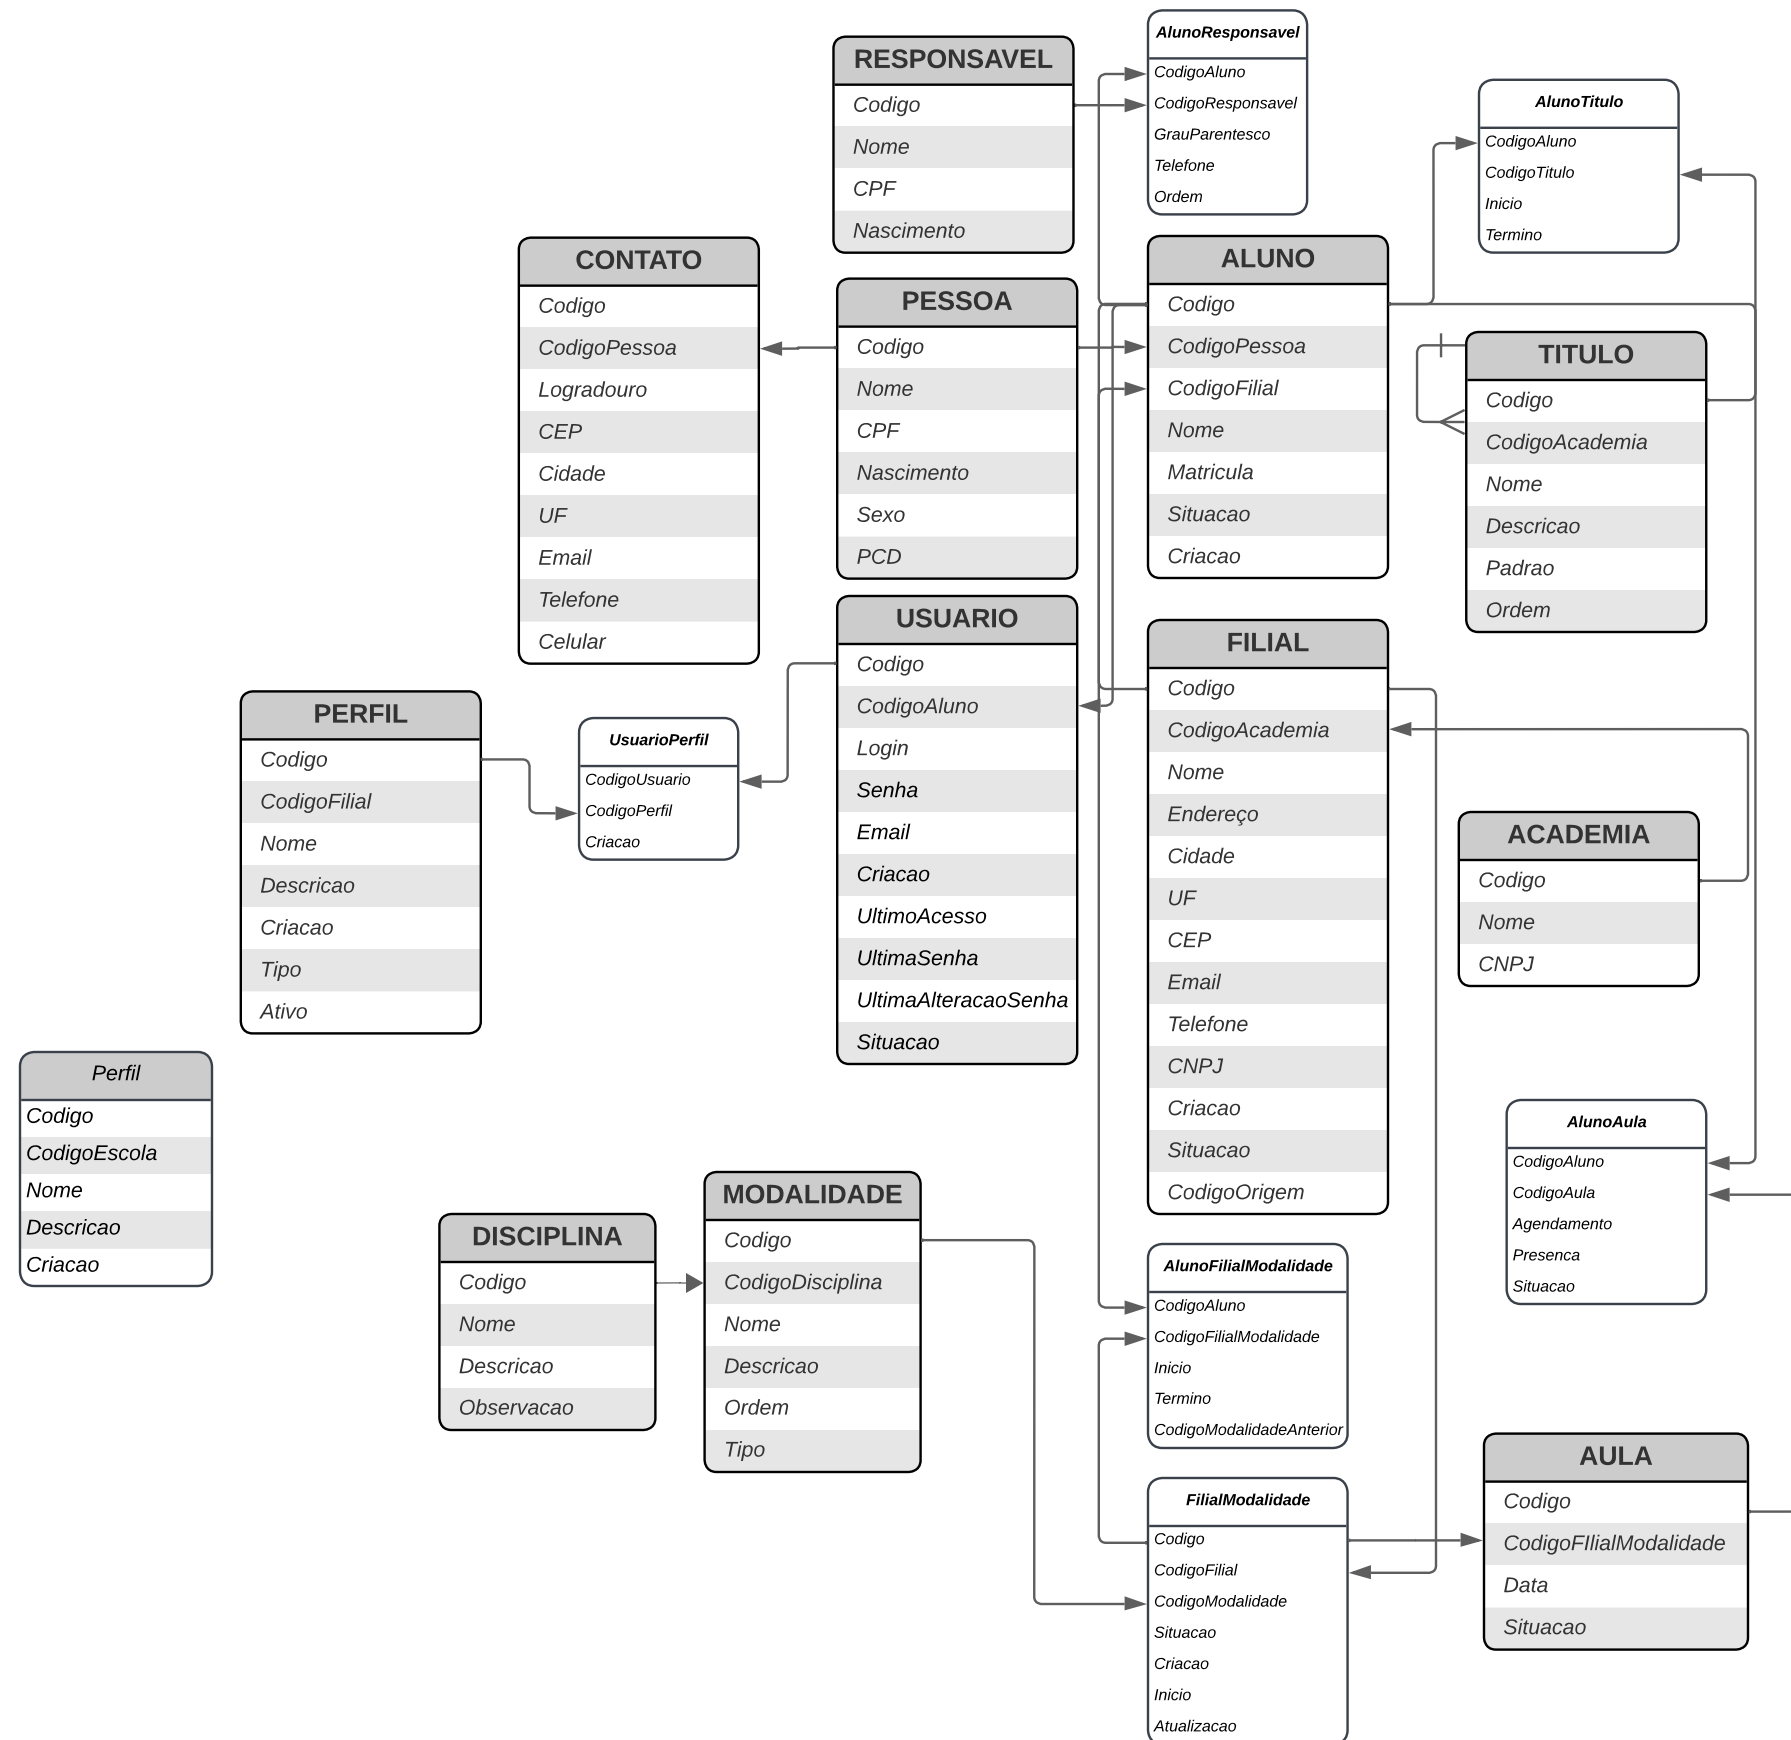 AlunoResponsavel
CodigoAluno
CodigoResponsavel
GrauParentesco
Telefone
Ordem
RESPONSAVEL
Codigo
Nome
CPF
Nascimento
AlunoTitulo
CodigoAluno
CodigoTitulo
Inicio
Termino
CONTATO
Codigo
CodigoPessoa
Logradouro
CEP
Cidade
UF
Email
Telefone
Celular
PESSOA
Codigo
Nome
CPF
Nascimento
Sexo
PCD
ALUNO
Codigo
CodigoPessoa
CodigoFilial
Nome
Matricula
Situacao
Criacao
TITULO
Codigo
CodigoAcademia
Nome
Descricao
Padrao
Ordem
PERFIL
Codigo
CodigoFilial
Nome
Descricao
Criacao
Tipo
Ativo
UsuarioPerfil
CodigoUsuario
CodigoPerfil
Criacao
USUARIO
Codigo
CodigoAluno
Login
Senha
Email
Criacao
UltimoAcesso
UltimaSenha
UltimaAlteracaoSenha
Situacao
FILIAL
Codigo
CodigoAcademia
Nome
Endereço
Cidade
UF
CEP
Email
Telefone
CNPJ
Criacao
Situacao
CodigoOrigem
ACADEMIA
Codigo
Nome
CNPJ
Perfil
Codigo
CodigoEscola
Nome
Descricao
Criacao
DISCIPLINA
Codigo
Nome
Descricao
Observacao
MODALIDADE
Codigo
CodigoDisciplina
Nome
Descricao
Ordem
Tipo
AlunoAula
CodigoAluno
CodigoAula
Agendamento
Presenca
Situacao
AlunoFilialModalidade
CodigoAluno
CodigoFilialModalidade
Inicio
Termino
CodigoModalidadeAnterior
FilialModalidade
Codigo
CodigoFilial
CodigoModalidade
Situacao
Criacao
Inicio
Atualizacao
AULA
Codigo
CodigoFIlialModalidade
Data
Situacao